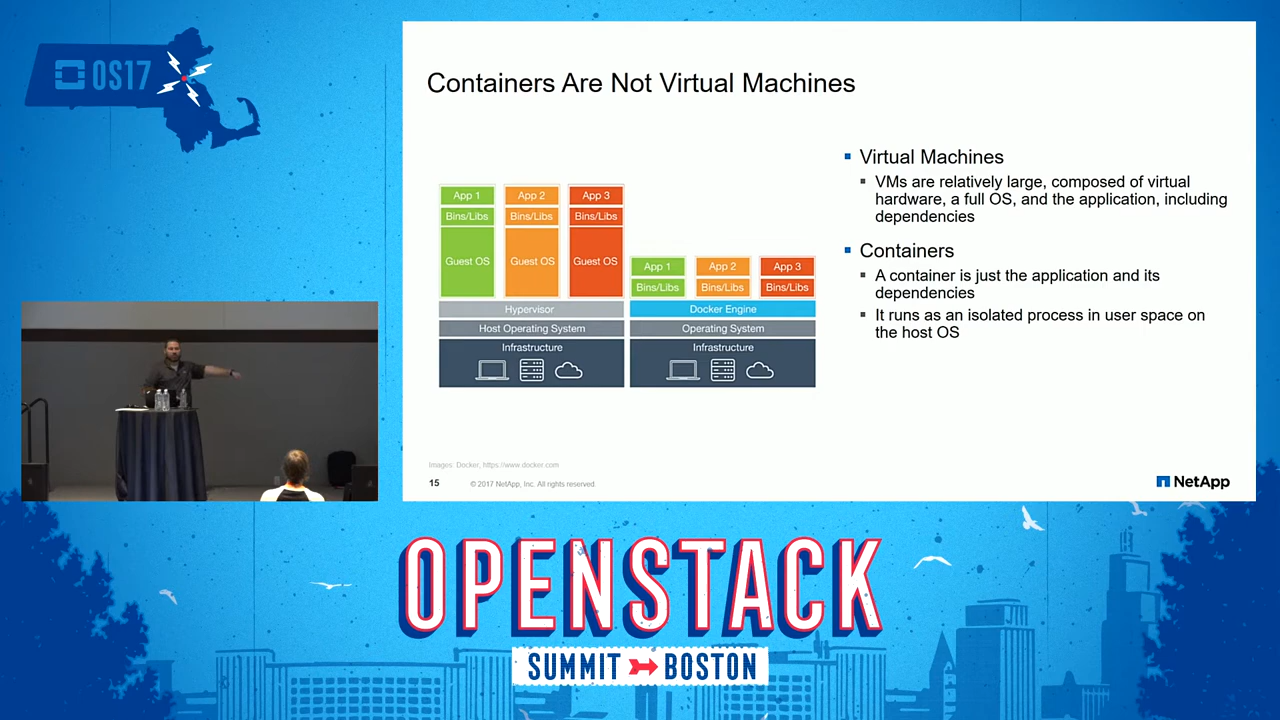 OS17
Containers Are Not Virtual Machines
App 1
App 2
App 3
Bins/Libs
Bins/Libs
Bins/Libs
Guest OS
Guest OS
Guest OS
App 1
App 2
App 3
Bins/Libs
Bins/Libs
Bins/Libs
Hypervisor
Docker Engine
Host Operating System
Operating System
Infrastructure
Infrastructure
Virtual Machines
VMs are relatively large, composed of virtual
hardware, a full OS, and the application, including
dependencies
Containers
A container is just the application and its
dependencies
It runs as an isolated process in user space on
the host OS
Images: Docker, https://www.docker.com
15
© 2017 NetApp, Inc. All rights reserved.
NetApp
OPENSTACK
SUMMIT BOSTON